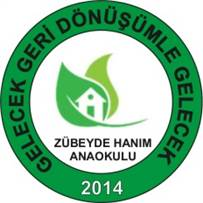 GELECEK GERİ DÖNÜŞÜMLE GELECEK
ZÜBEYDE HANIM
ANAOKULU
2014